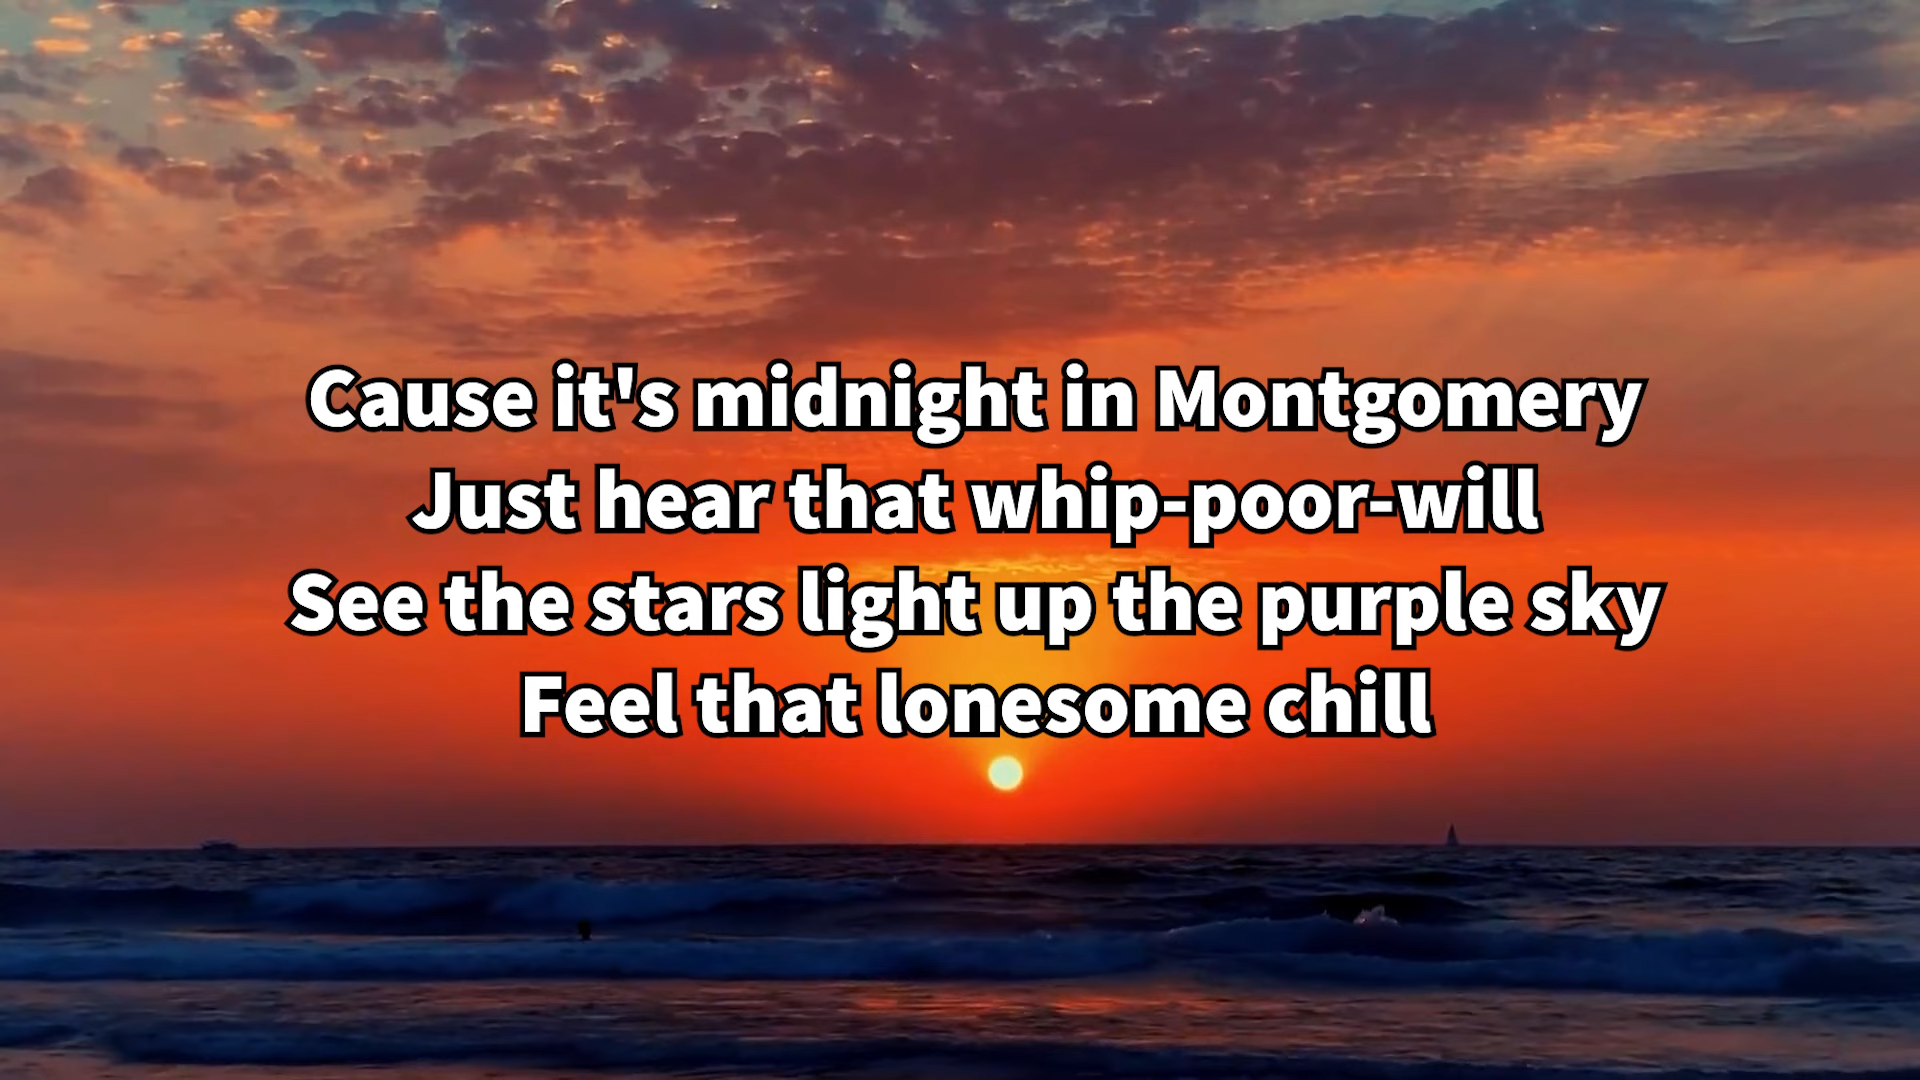 Cause it's midnight in Montgomery
Just hear that whip-poor-will
See the stars light up the purple sky
Feel that lonesome chill